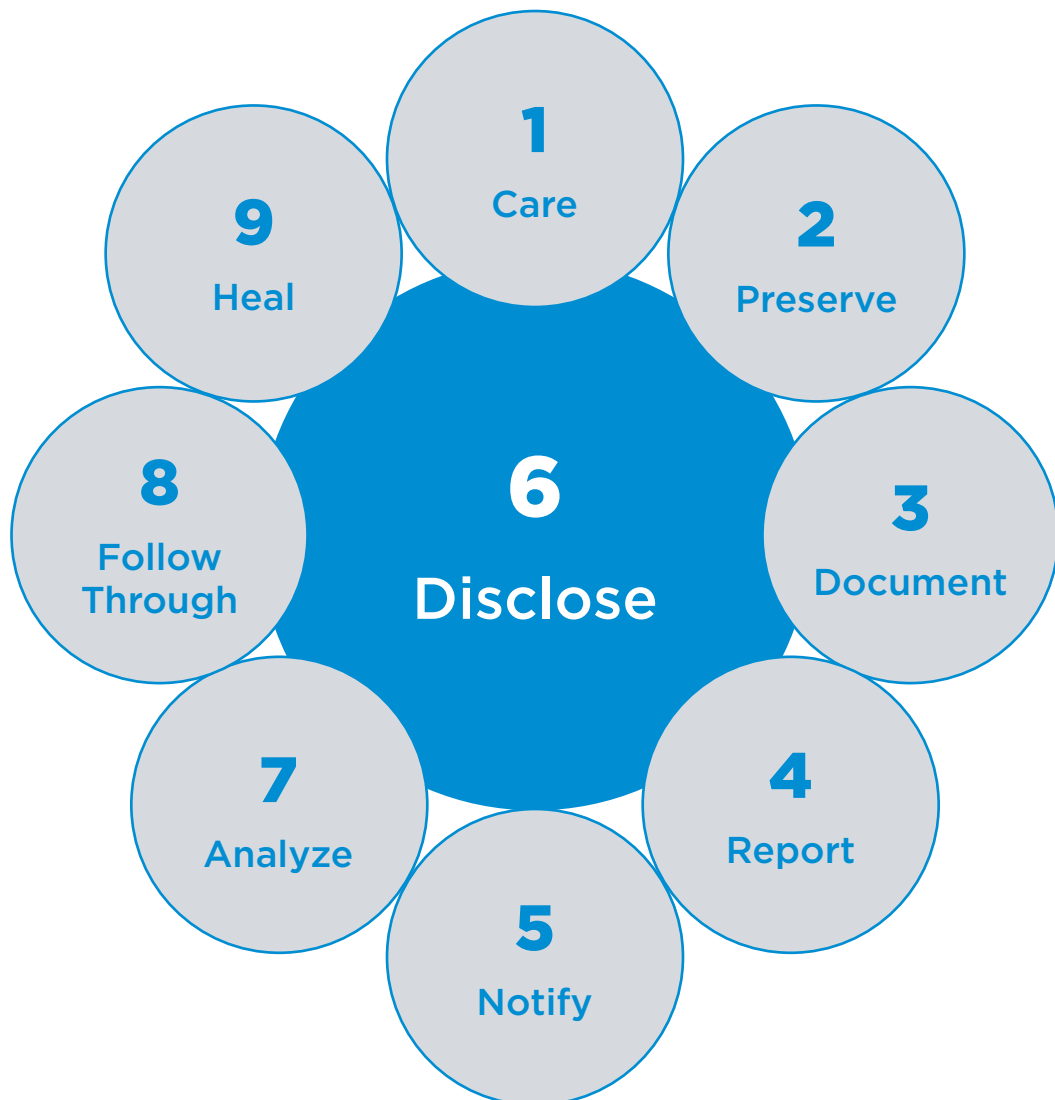 1
Care
2
Preserve
3
Document
4
Report
5
Notify
6
Disclose
7
Analyze
8
Follow
Through
9
Heal